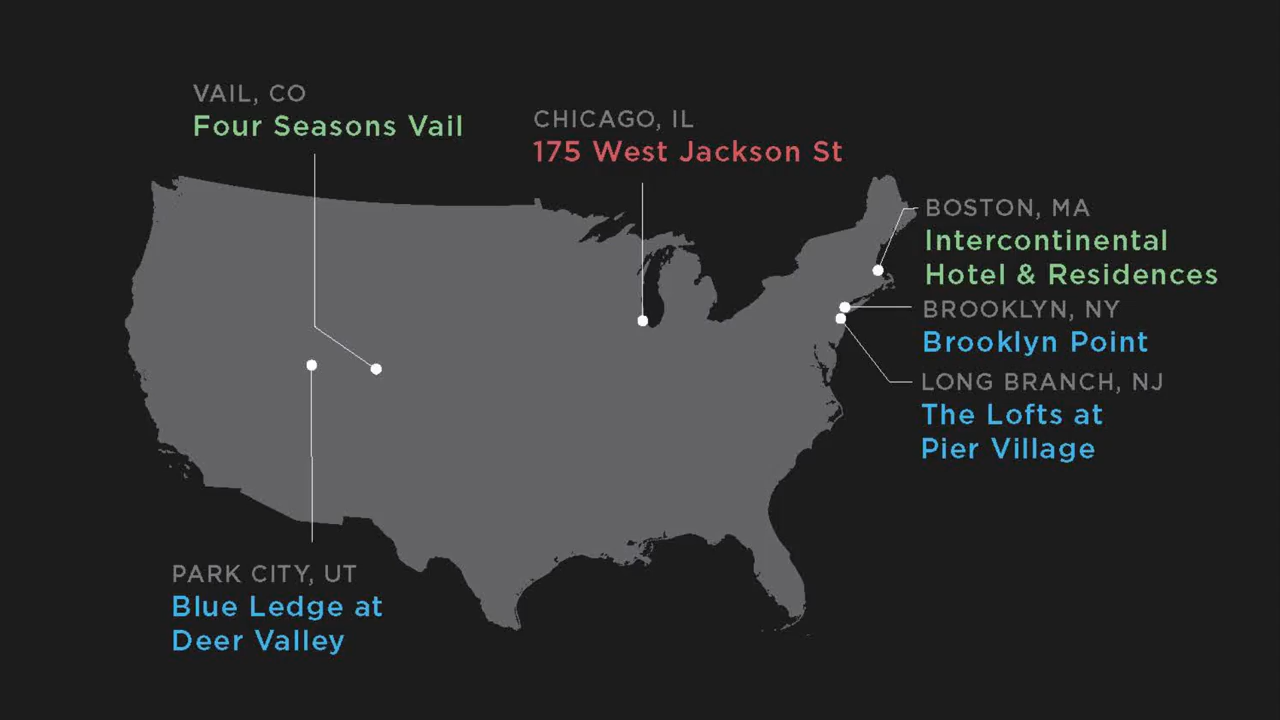 VAIL, CO
Four Seasons Vail
CHICAGO, IL
175 West Jackson St
BOSTON, MA
Intercontinental
Hotel & Residences
BROOKLYN, NY
Brooklyn Point
LONG BRANCH, NJ
The Lofts at
Pier Village
PARK CITY, UT
Blue Ledge at
Deer Valley